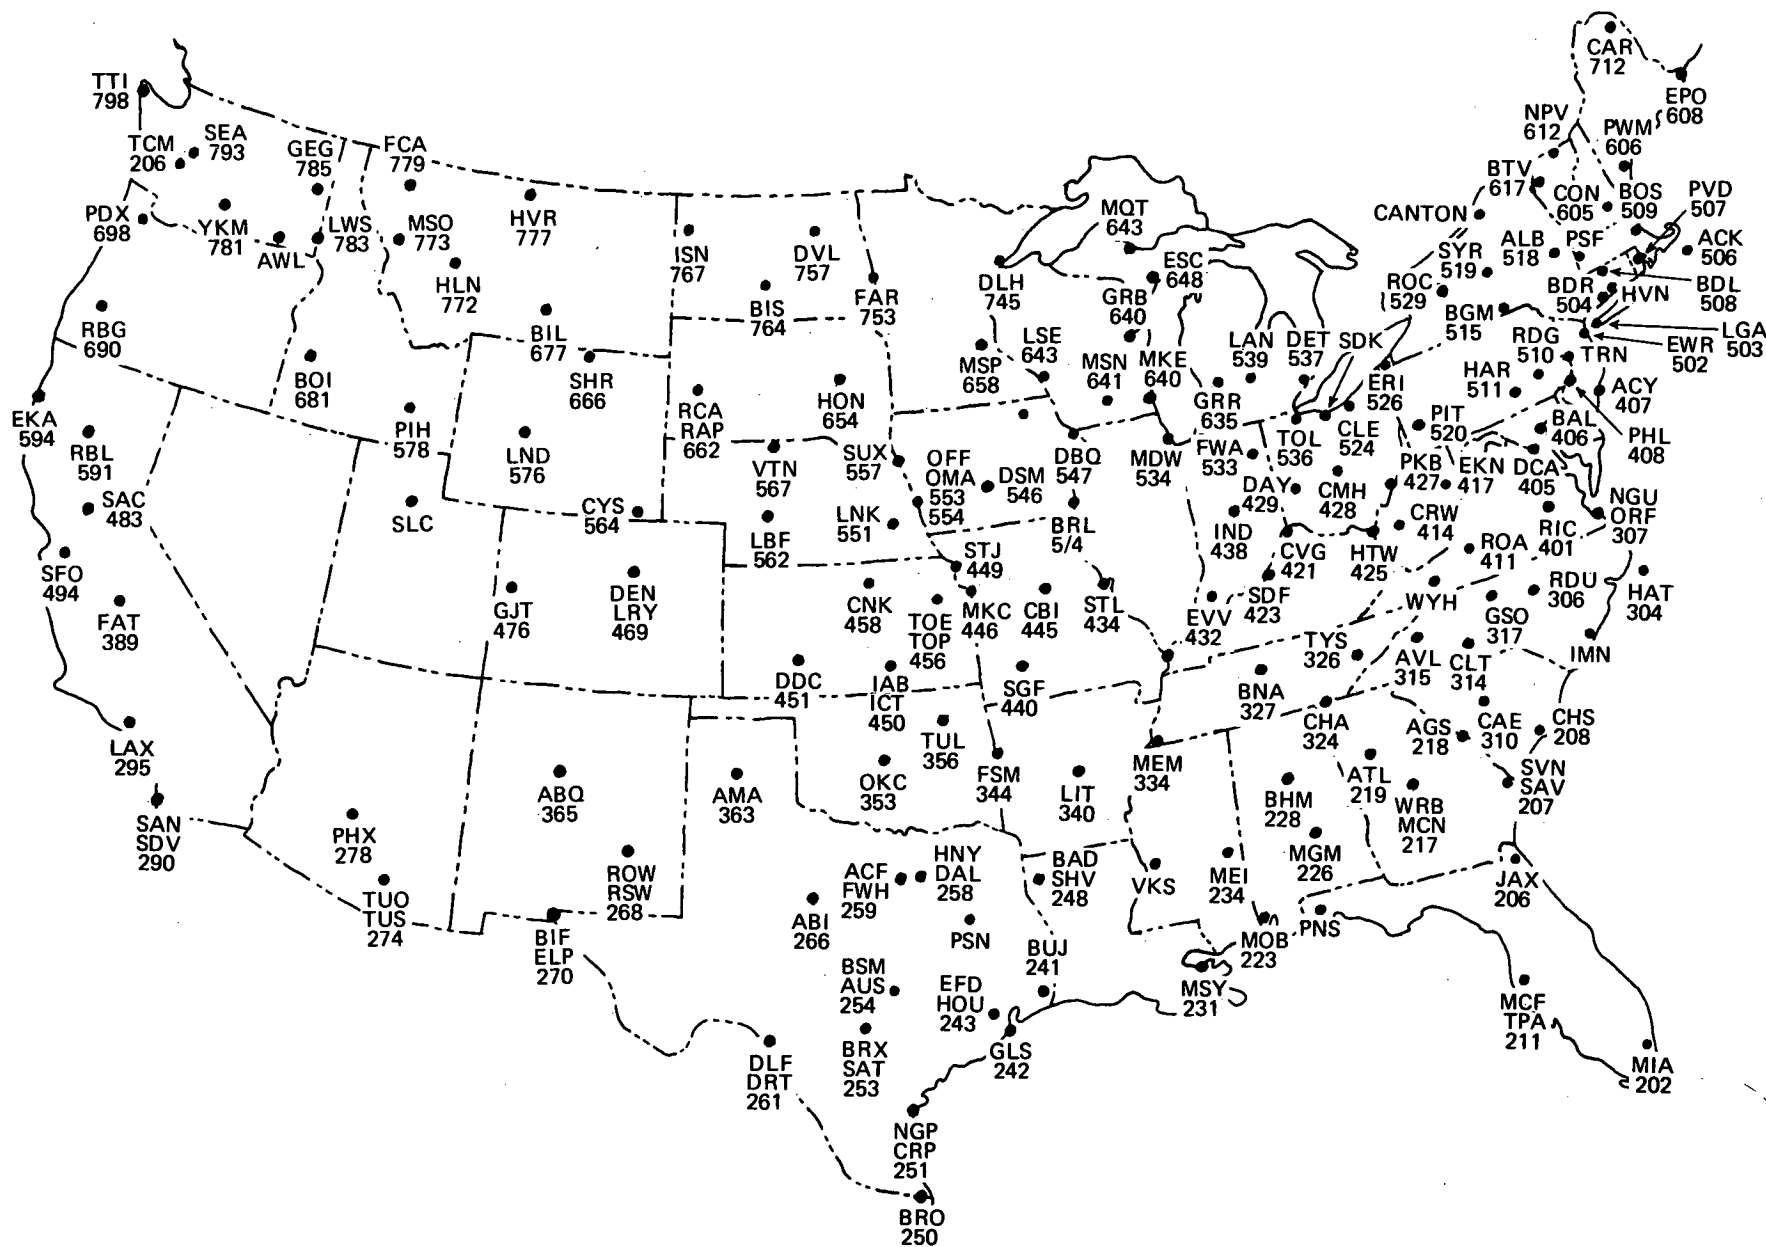 CAR
712
TTI
798
EPO
608
NPV
612
PWM
606
TCM
206
SEA
793
GEG
785
FCA
779
BTV
617
CON
605
BOS
509
PVD
507
PDX
698
YKM
781
AWL
LWS
783
MSO
773
HVR
777
ISN
767
DVL
757
MQT
643
CANTON
SYR
519
ALB
518
PSF
ACK
506
HLN
772
BIS
764
FAR
753
DLH
745
ESC
648
GRB
640
ROC
529
BDR
504
HVN
BDL
508
RBG
690
BIL
677
BGM
515
LGA
503
EWR
502
RDG
510
TRN
MSP
658
LSE
643
MSN
641
MKE
640
LAN
539
DET
537
SDK
BOI
681
SHR
666
HAR
511
ACY
407
EKA
594
RCA
RAP
662
HON
654
GRR
635
ERI
526
PIT
520
BAL
406
PHL
408
RBL
591
PIH
578
LND
576
VTN
567
SUX
557
OFF
OMA
553
554
DSM
546
DBQ
547
MDW
534
FWA
533
TOL
536
CLE
524
PKB
427
EKN
417
DCA
405
SAC
483
SLC
CYS
564
LBF
562
LNK
551
BRL
5/4
DAY
429
CMH
428
IND
438
CVG
421
HTW
425
CRW
414
ROA
411
RIC
401
NGU
ORF
307
SFO
494
FAT
389
GJT
476
DEN
LRY
469
STJ
449
CNK
458
TOE
TOP
456
MKC
446
CBI
445
STL
434
EVV
432
SDF
423
WYH
GSO
317
RDU
306
HAT
304
DDC
451
IAB
ICT
450
SGF
440
BNA
327
TYS
326
AVL
315
CLT
314
IMN
LAX
295
TUL
356
OKC
353
FSM
344
LIT
340
MEM
334
CHA
324
AGS
218
CAE
310
CHS
208
SAN
SDV
290
PHX
278
ABQ
365
AMA
363
BHM
228
ATL
219
WRB
MCN
217
SVN
SAV
207
TUO
TUS
274
ROW
RSW
268
ACF
FWH
259
HNY
DAL
258
BAD
SHV
248
VKS
MEI
234
MGM
226
JAX
206
BIF
ELP
270
ABI
266
PSN
BUJ
241
MOB
223
PNS
BSM
AUS
254
EFD
HOU
243
MSY
231
MCF
TPA
211
DLF
DRT
261
BRX
SAT
253
GLS
242
MIA
202
NGP
CRP
251
BRO
250